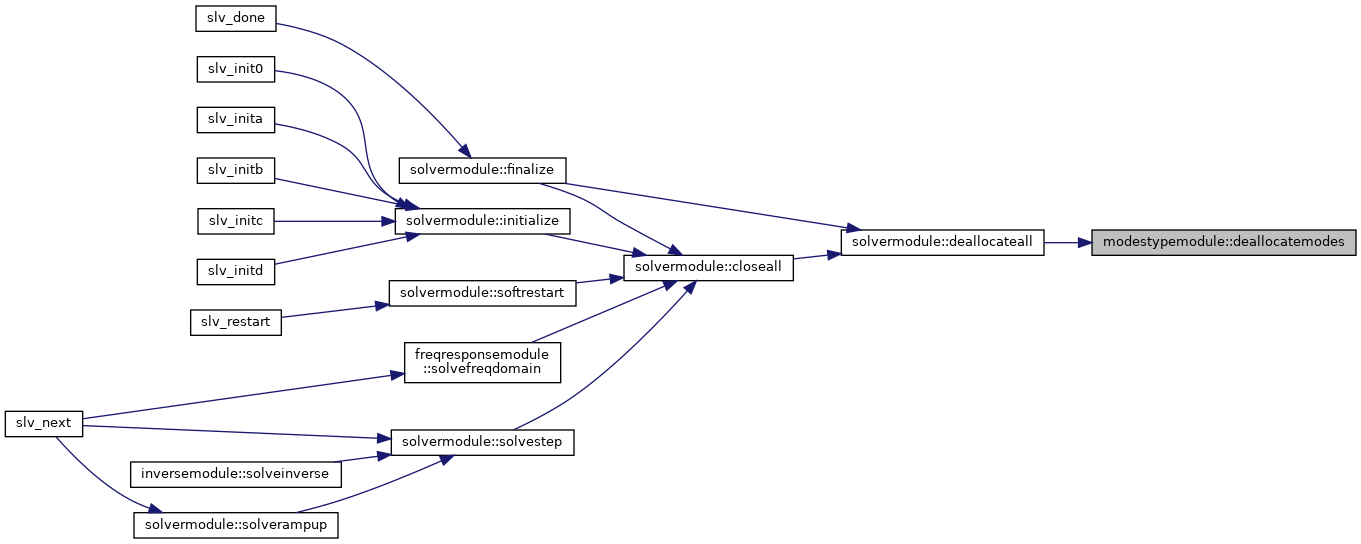 slv_done
slv_init0
slv_inita
slv_initb
slv_initc
slv_initd
slv_restart
slv_next
inversemodule::solveinverse
solvermodule::solverampup
solvermodule::finalize
solvermodule::initialize
solvermodule::softrestart
freqresponsemodule
::solvefreqdomain
solvermodule::solvestep
solvermodule::closeall
solvermodule::deallocateall
modestypemodule::deallocatemodes